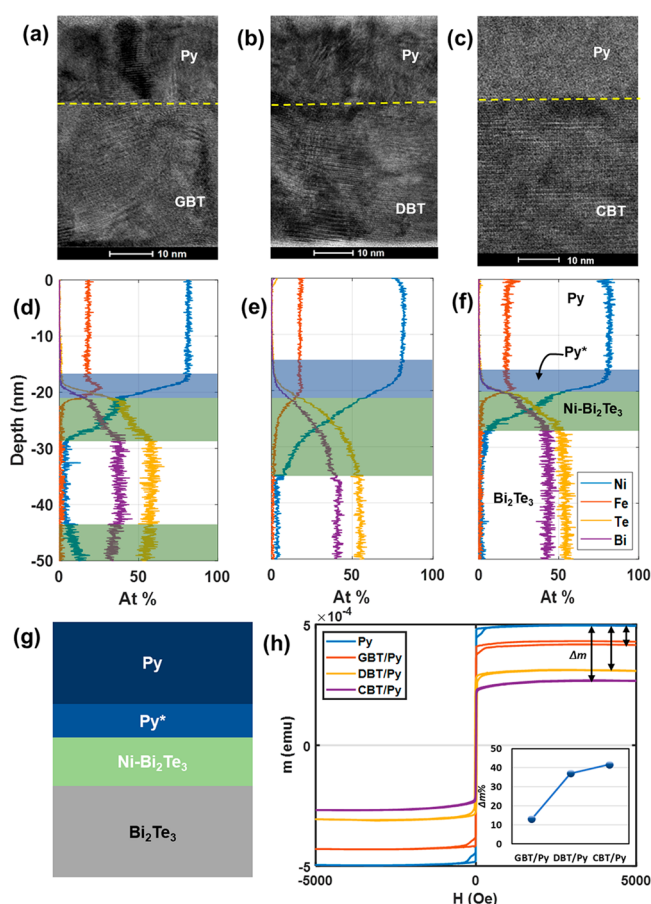 (a)
Py
GBT
10 nm
(b)
Py
DBT
10 nm
(c)
Py
CBT
10 nm
(d)
0
-10
-20
-30
-40
-50
Depth (nm)
0
50
100
At %
(e)
0
50
100
At %
(f)
Py
Py*
Ni-Bi₂Te₃
Bi₂Te₃
Ni
Fe
Te
Bi
0
50
100
At %
(g)
Py
Py*
Ni-Bi₂Te₃
Bi₂Te₃
(h)
×10⁻⁴
5
0
-5
m (emu)
Py
GBT/Py
DBT/Py
CBT/Py
Δm
50
40
30
20
10
0
Δm%
GBT/Py DBT/Py CBT/Py
-5000
0
5000
H (Oe)